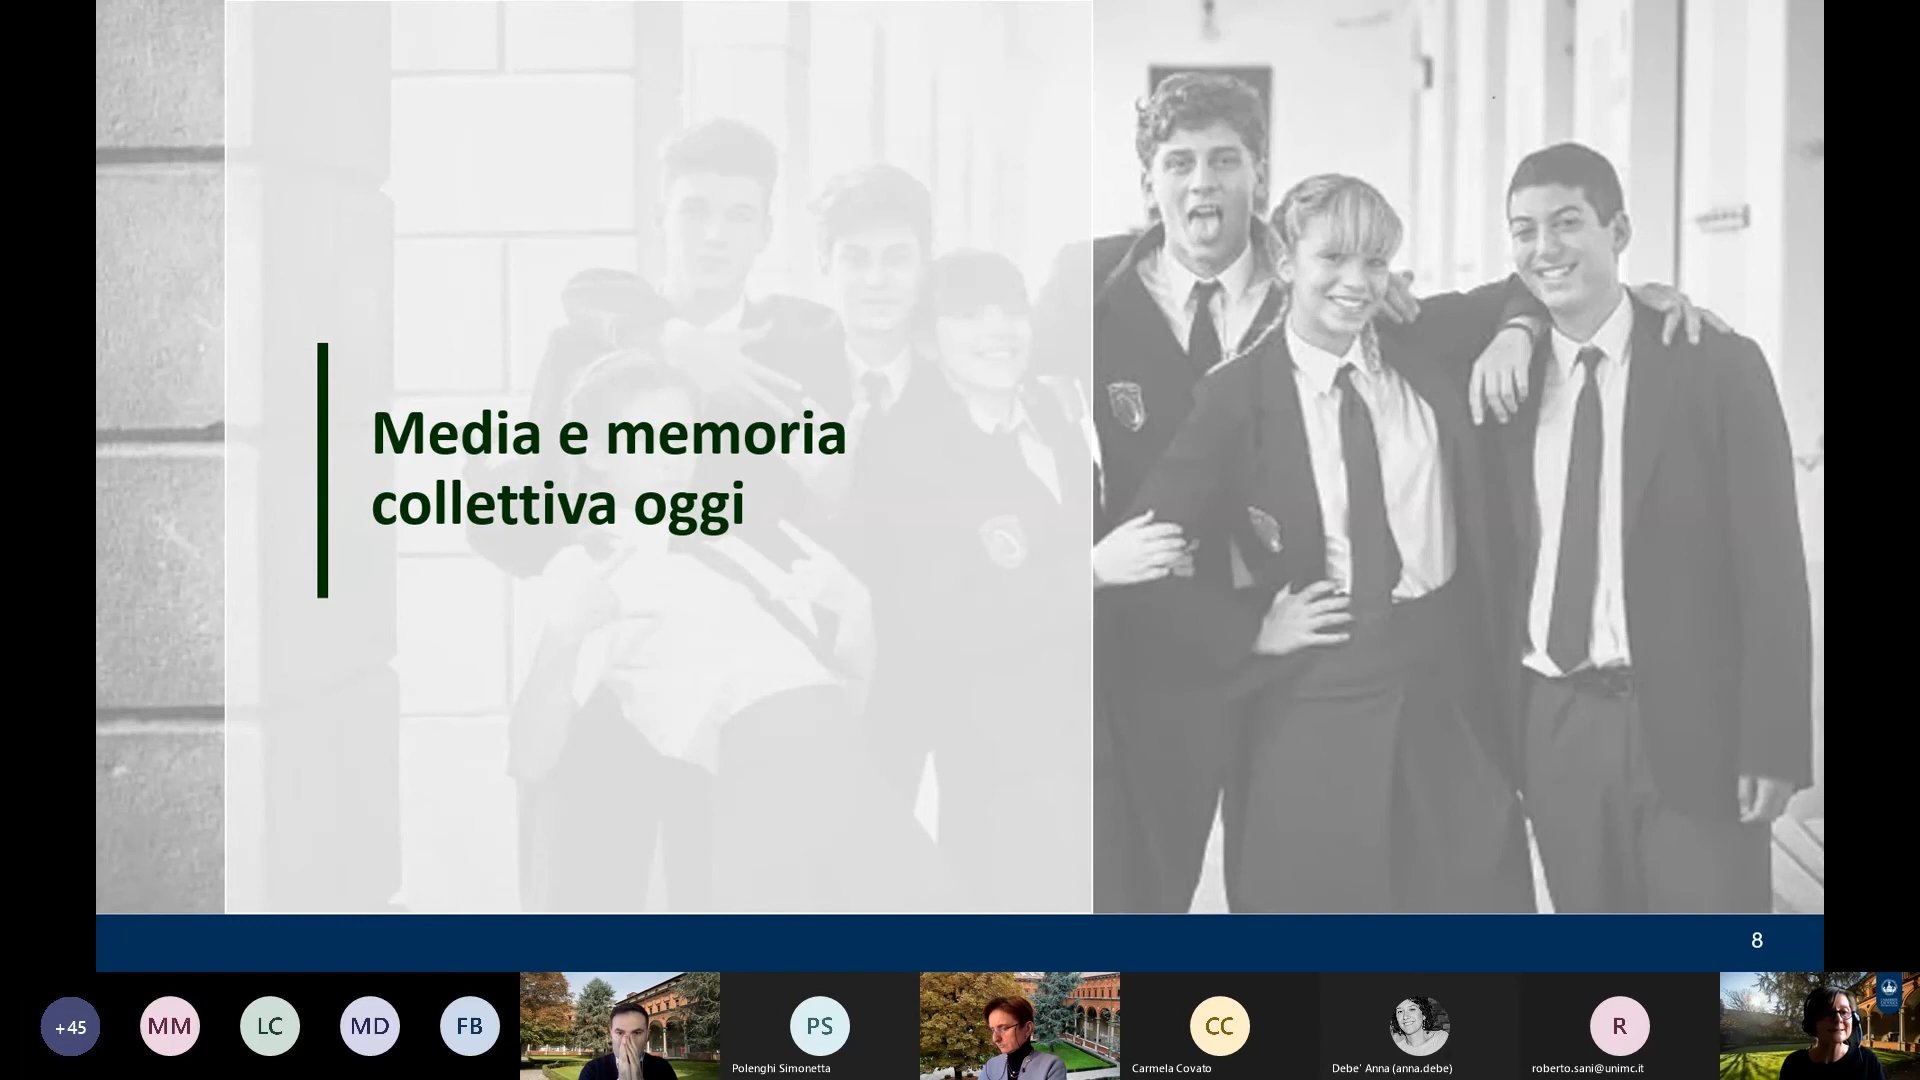 Media e memoria
collettiva oggi
8
+45
MM
LC
MD
FB
PS
Polenghi Simonetta
CC
Carmela Covato
Debe' Anna (anna.debe)
R
roberto.sani@unimc.it